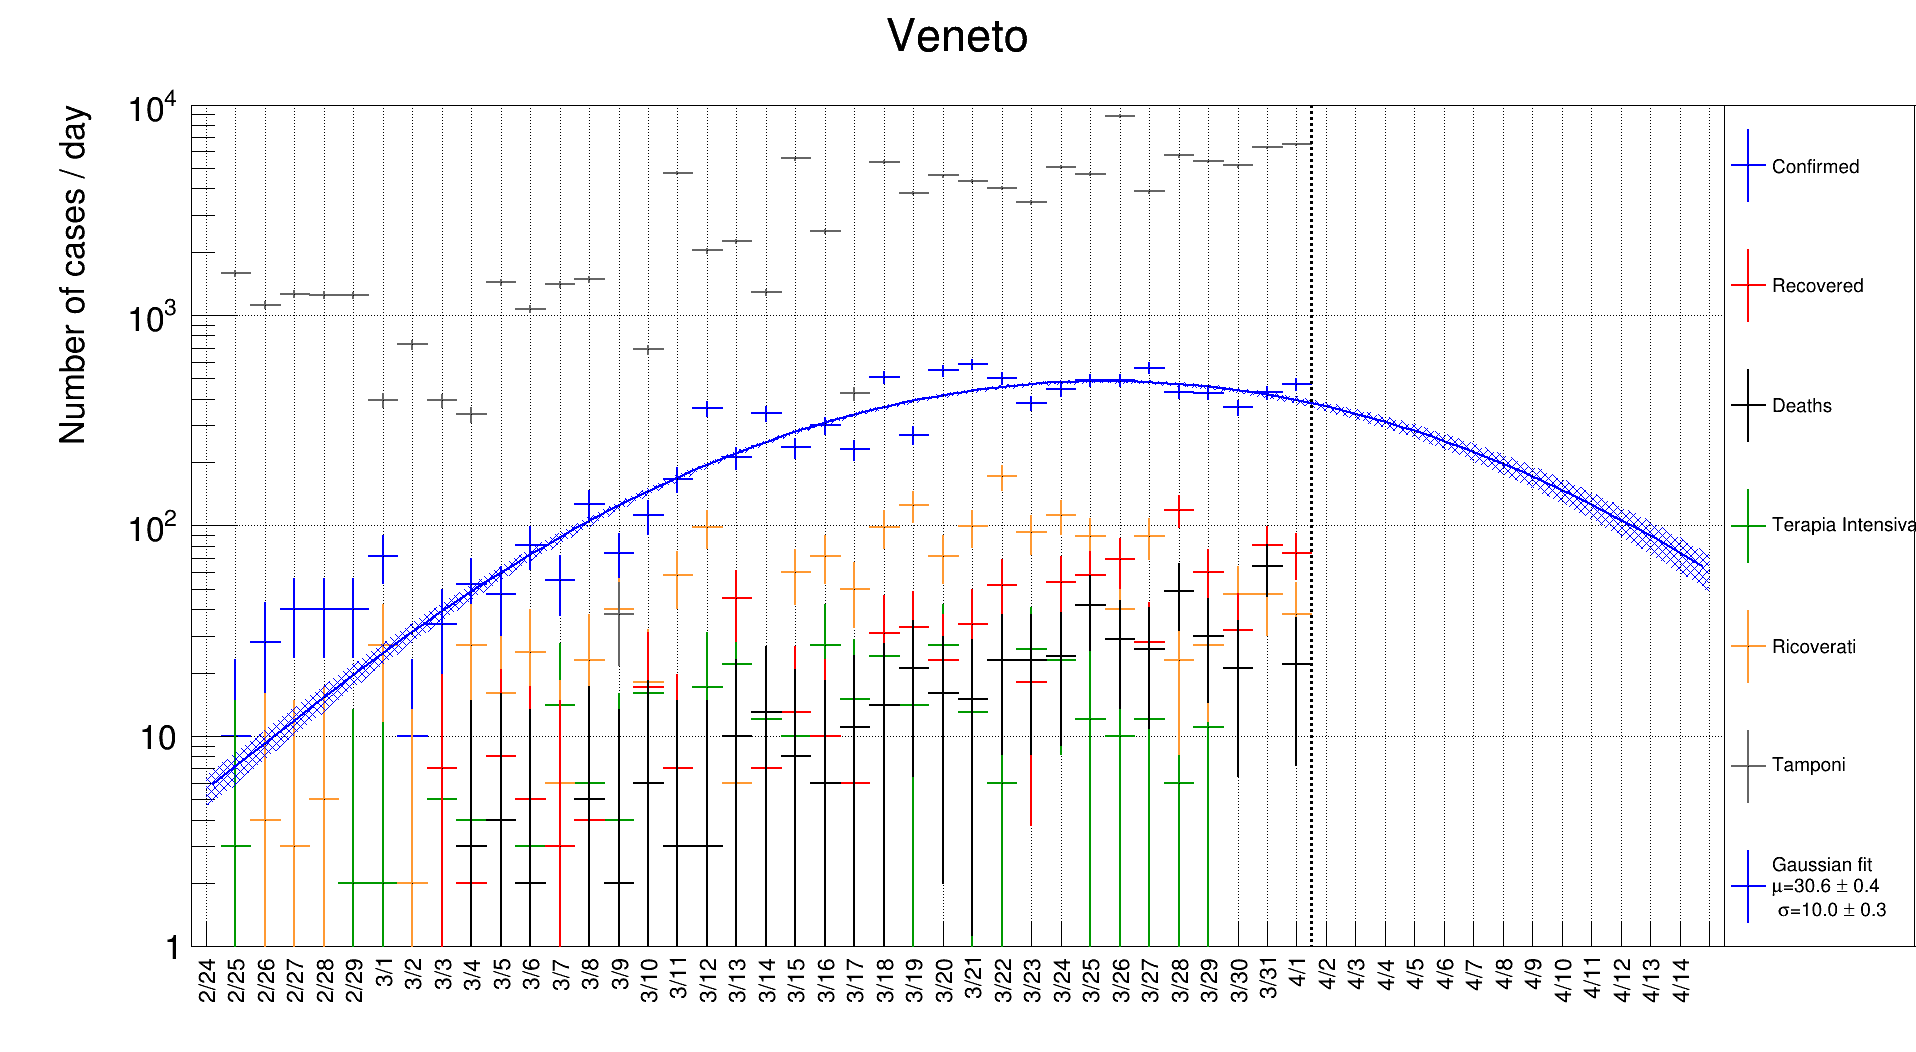 Veneto
Number of cases / day
10⁴
10³
10²
10
1
2/24 2/25 2/26 2/27 2/28 2/29 3/1 3/2 3/3 3/4 3/5 3/6 3/7 3/8 3/9 3/10 3/11 3/12 3/13 3/14 3/15 3/16 3/17 3/18 3/19 3/20 3/21 3/22 3/23 3/24 3/25 3/26 3/27 3/28 3/29 3/30 3/31 4/1 4/2 4/3 4/4 4/5 4/6 4/7 4/8 4/9 4/10 4/11 4/12 4/13 4/14
Confirmed
Recovered
Deaths
Terapia Intensiva
Ricoverati
Tamponi
Gaussian fit
μ=30.6 ± 0.4
σ=10.0 ± 0.3